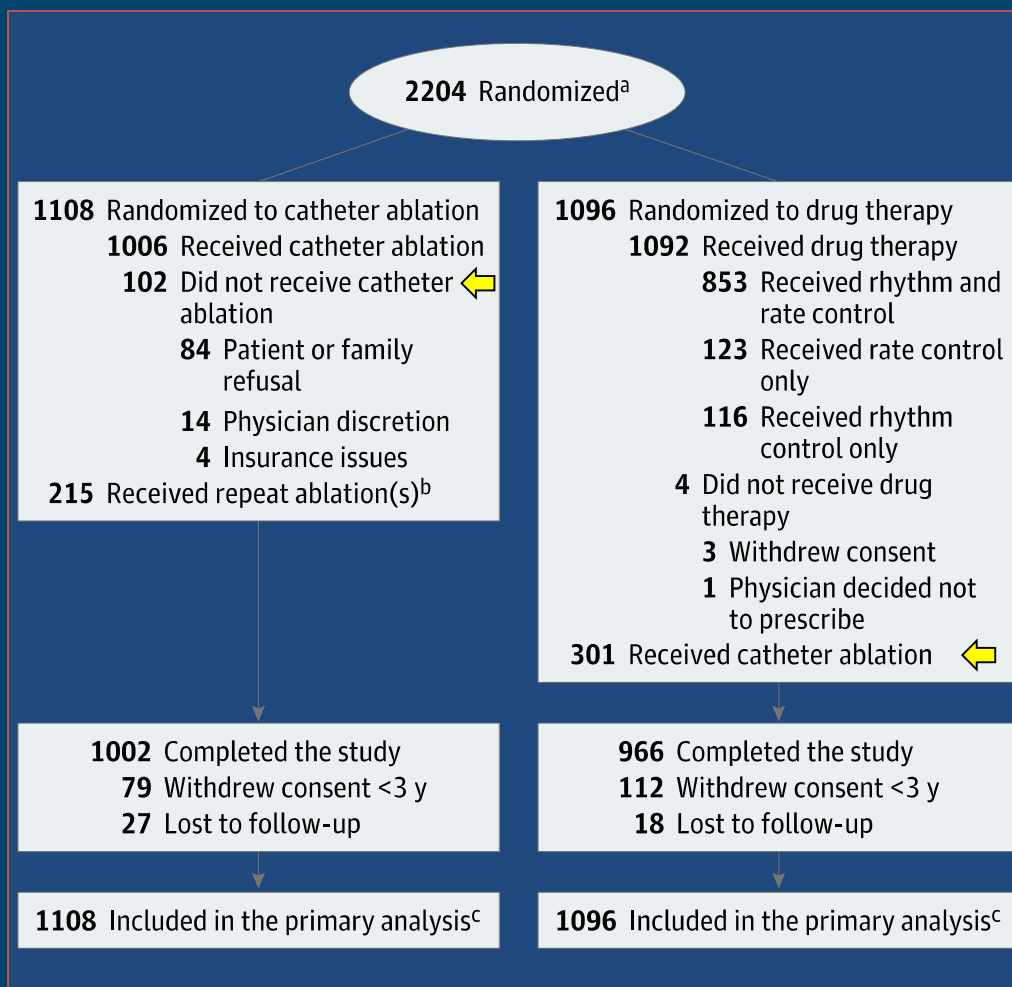 2204 Randomizedᵃ
1108 Randomized to catheter ablation
1006 Received catheter ablation
102 Did not receive catheter
ablation
84 Patient or family
refusal
14 Physician discretion
4 Insurance issues
215 Received repeat ablation(s)ᵇ
1096 Randomized to drug therapy
1092 Received drug therapy
853 Received rhythm and
rate control
123 Received rate control
only
116 Received rhythm
control only
4 Did not receive drug
therapy
3 Withdrew consent
1 Physician decided not
to prescribe
301 Received catheter ablation
1002 Completed the study
79 Withdrew consent <3 y
27 Lost to follow-up
966 Completed the study
112 Withdrew consent <3 y
18 Lost to follow-up
1108 Included in the primary analysisᶜ
1096 Included in the primary analysisᶜ